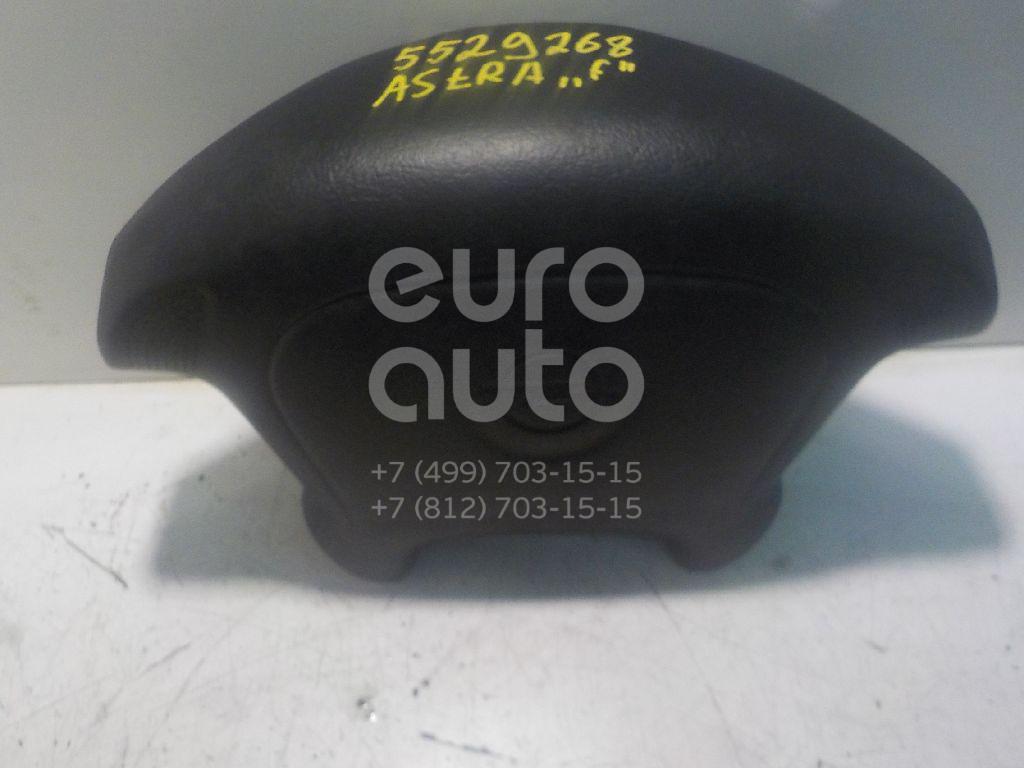 5529268
ASTRA „F"
euro
auto
+7 (499) 703-15-15
+7 (812) 703-15-15